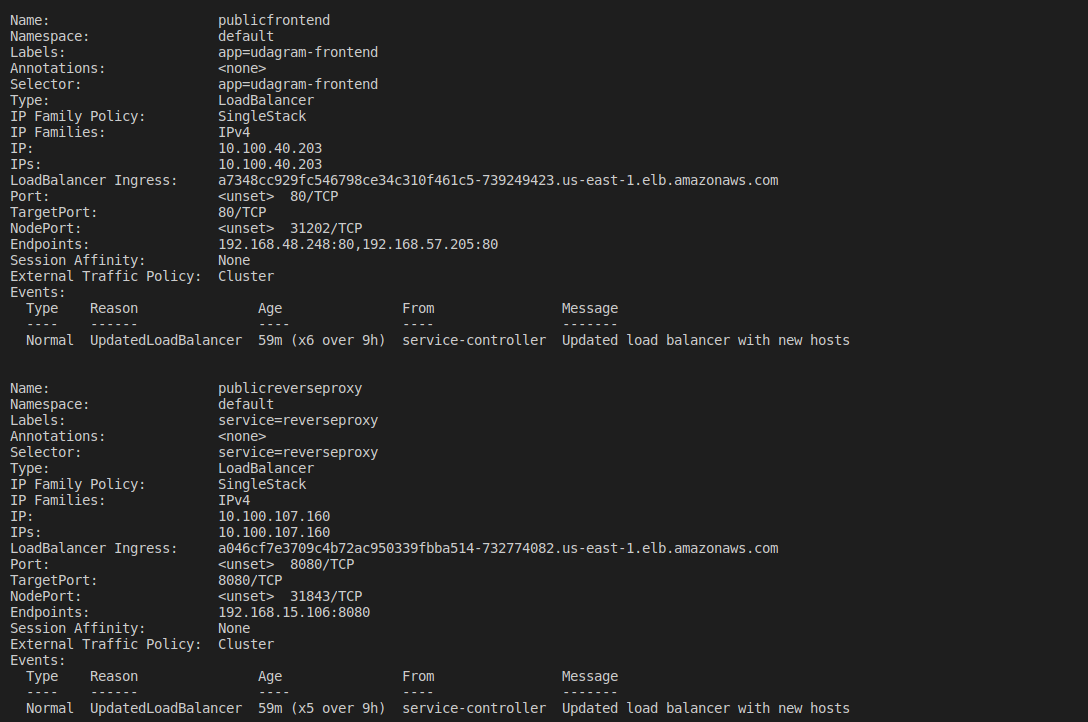 Name:                     publicfrontend
Namespace:                default
Labels:                   app=udagram-frontend
Annotations:              <none>
Selector:                 app=udagram-frontend
Type:                     LoadBalancer
IP Family Policy:         SingleStack
IP Families:              IPv4
IP:                       10.100.40.203
IPs:                      10.100.40.203
LoadBalancer Ingress:     a7348cc929fc546798ce34c310f461c5-739249423.us-east-1.elb.amazonaws.com
Port:                     <unset>  80/TCP
TargetPort:               80/TCP
NodePort:                 <unset>  31202/TCP
Endpoints:                192.168.48.248:80,192.168.57.205:80
Session Affinity:         None
External Traffic Policy:  Cluster
Events:
  Type    Reason               Age                From                Message
  ----    ------               ----               ----                -------
  Normal  UpdatedLoadBalancer  59m (x6 over 9h)  service-controller  Updated load balancer with new hosts
Name:                     publicreverseproxy
Namespace:                default
Labels:                   service=reverseproxy
Annotations:              <none>
Selector:                 service=reverseproxy
Type:                     LoadBalancer
IP Family Policy:         SingleStack
IP Families:              IPv4
IP:                       10.100.107.160
IPs:                      10.100.107.160
LoadBalancer Ingress:     a046cf7e3709c4b72ac950339fbba514-732774082.us-east-1.elb.amazonaws.com
Port:                     <unset>  8080/TCP
TargetPort:               8080/TCP
NodePort:                 <unset>  31843/TCP
Endpoints:                192.168.15.106:8080
Session Affinity:         None
External Traffic Policy:  Cluster
Events:
  Type    Reason               Age                From                Message
  ----    ------               ----               ----                -------
  Normal  UpdatedLoadBalancer  59m (x5 over 9h)  service-controller  Updated load balancer with new hosts